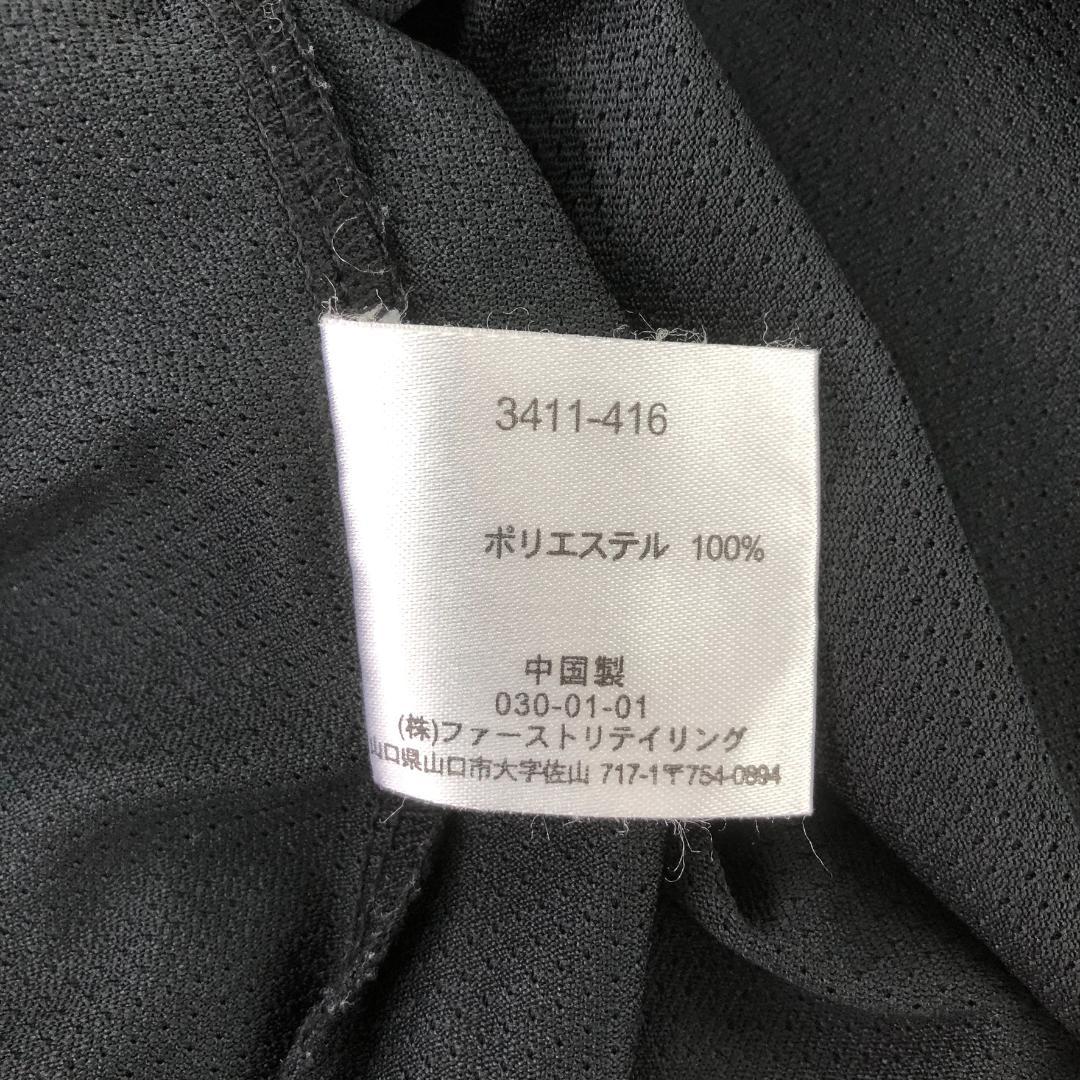 3411-416
ポリエステル 100%
中国製
030-01-01
(株)ファーストリテイリング
山口県山口市大字佐山 717-1〒754-0894